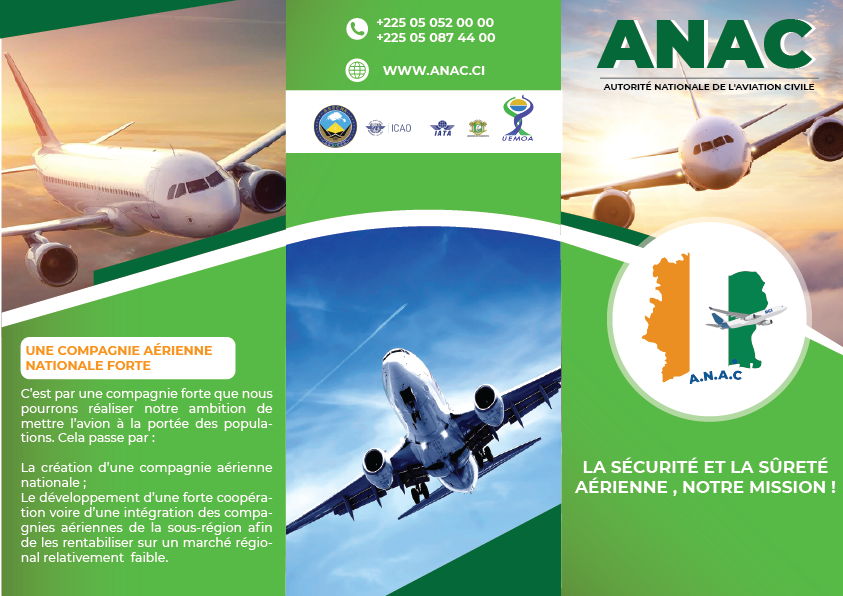 UNE COMPAGNIE AÉRIENNE
NATIONALE FORTE
C'est par une compagnie forte que nous
pourrons réaliser notre ambition de
mettre l'avion à la portée des popula-
tions. Cela passe par :
La création d'une compagnie aérienne
nationale ;
Le développement d'une forte coopéra-
tion voire d'une intégration des compa-
gnies aériennes de la sous-région afin
de les rentabiliser sur un marché régio-
nal relativement faible.
+225 05 052 00 00
+225 05 087 44 00
WWW.ANAC.CI
ICAO
IATA
UEMOA
ANAC
AUTORITÉ NATIONALE DE L'AVIATION CIVILE
A.N.A.C
LA SÉCURITÉ ET LA SÛRETÉ
AÉRIENNE , NOTRE MISSION !